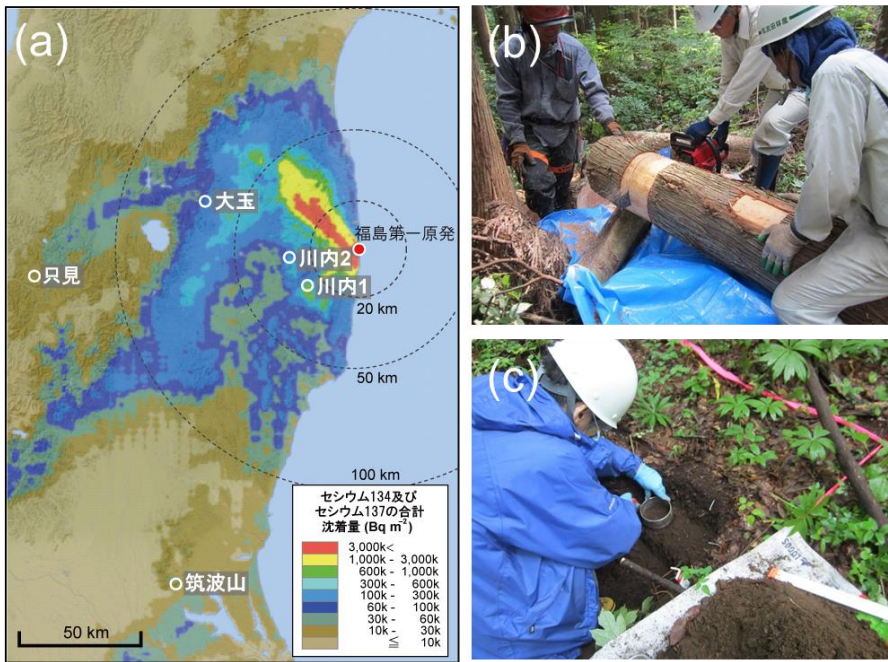 (a)
大玉
福島第一原発
川内2
只見
川内1
20 km
50 km
100 km
セシウム134及び
セシウム137の合計
沈着量 (Bq m⁻²)
3,000k<
1,000k - 3,000k
600k - 1,000k
300k - 600k
100k - 300k
60k - 100k
30k - 60k
10k - 30k
≦ 10k
筑波山
50 km
(b)
(c)